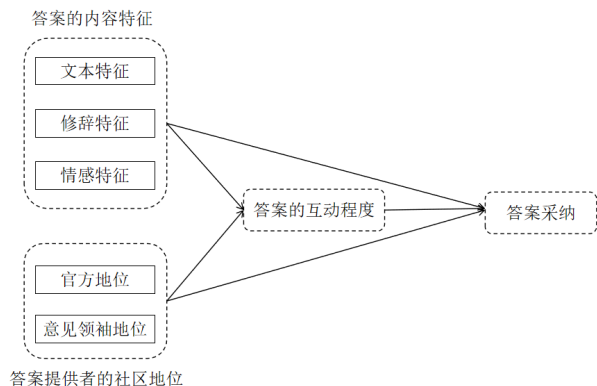 答案的内容特征
文本特征
修辞特征
情感特征
答案的互动程度
答案采纳
官方地位
意见领袖地位
答案提供者的社区地位